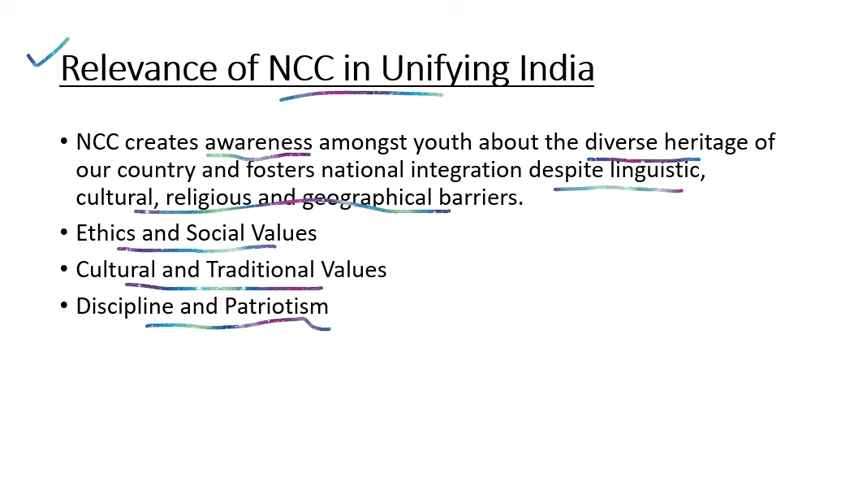 Relevance of NCC in Unifying India
• NCC creates awareness amongst youth about the diverse heritage of
our country and fosters national integration despite linguistic,
cultural, religious and geographical barriers.
• Ethics and Social Values
• Cultural and Traditional Values
• Discipline and Patriotism